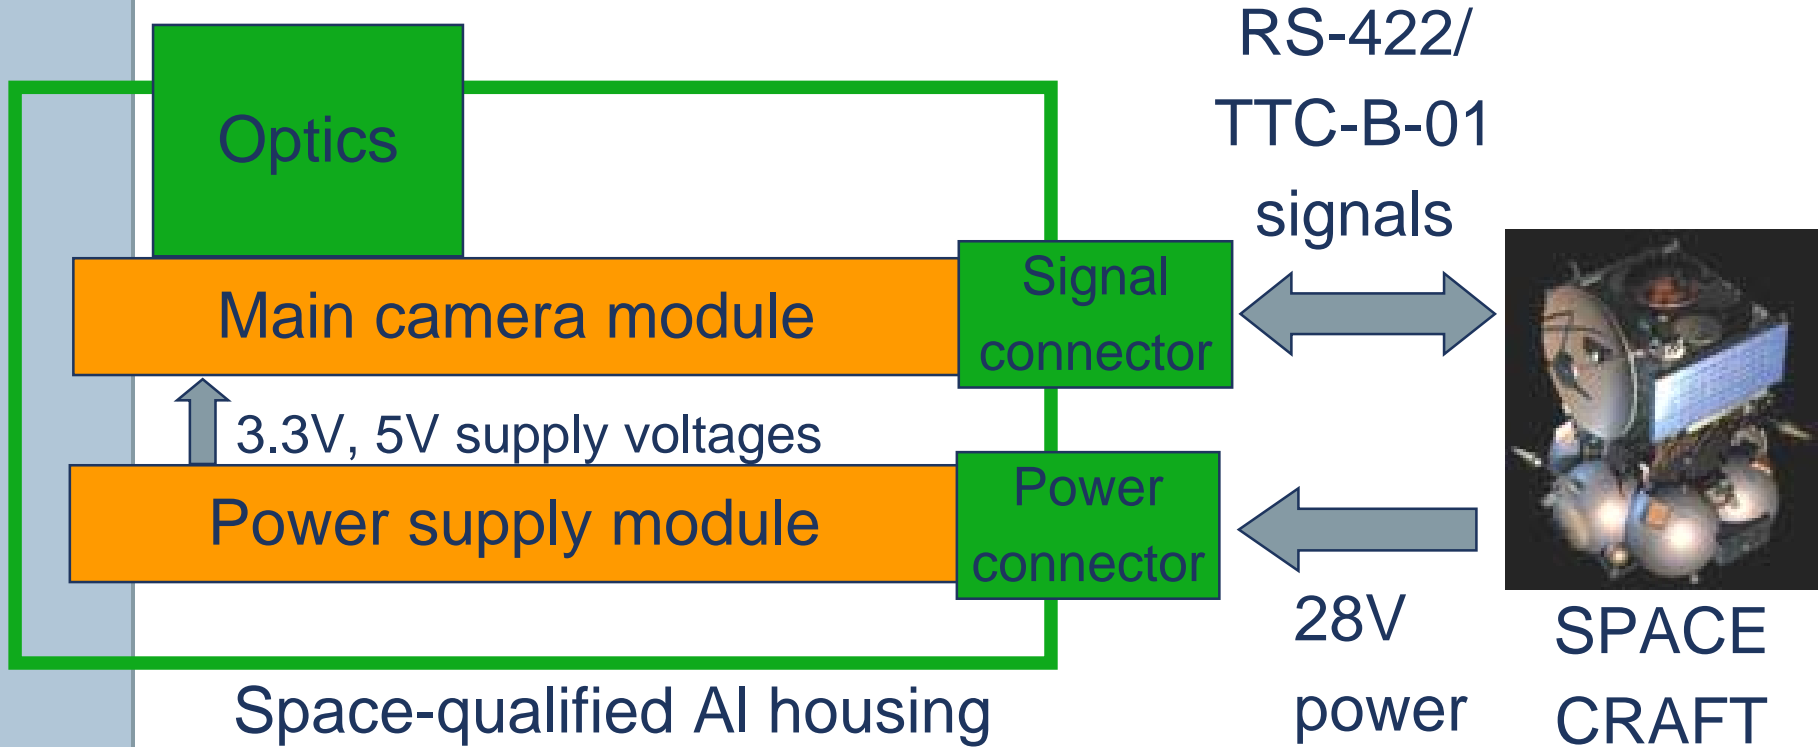 RS-422/
TTC-B-01
signals
Optics
Main camera module
Signal
connector
3.3V, 5V supply voltages
Power supply module
Power
connector
28V
power
SPACE
CRAFT
Space-qualified Al housing